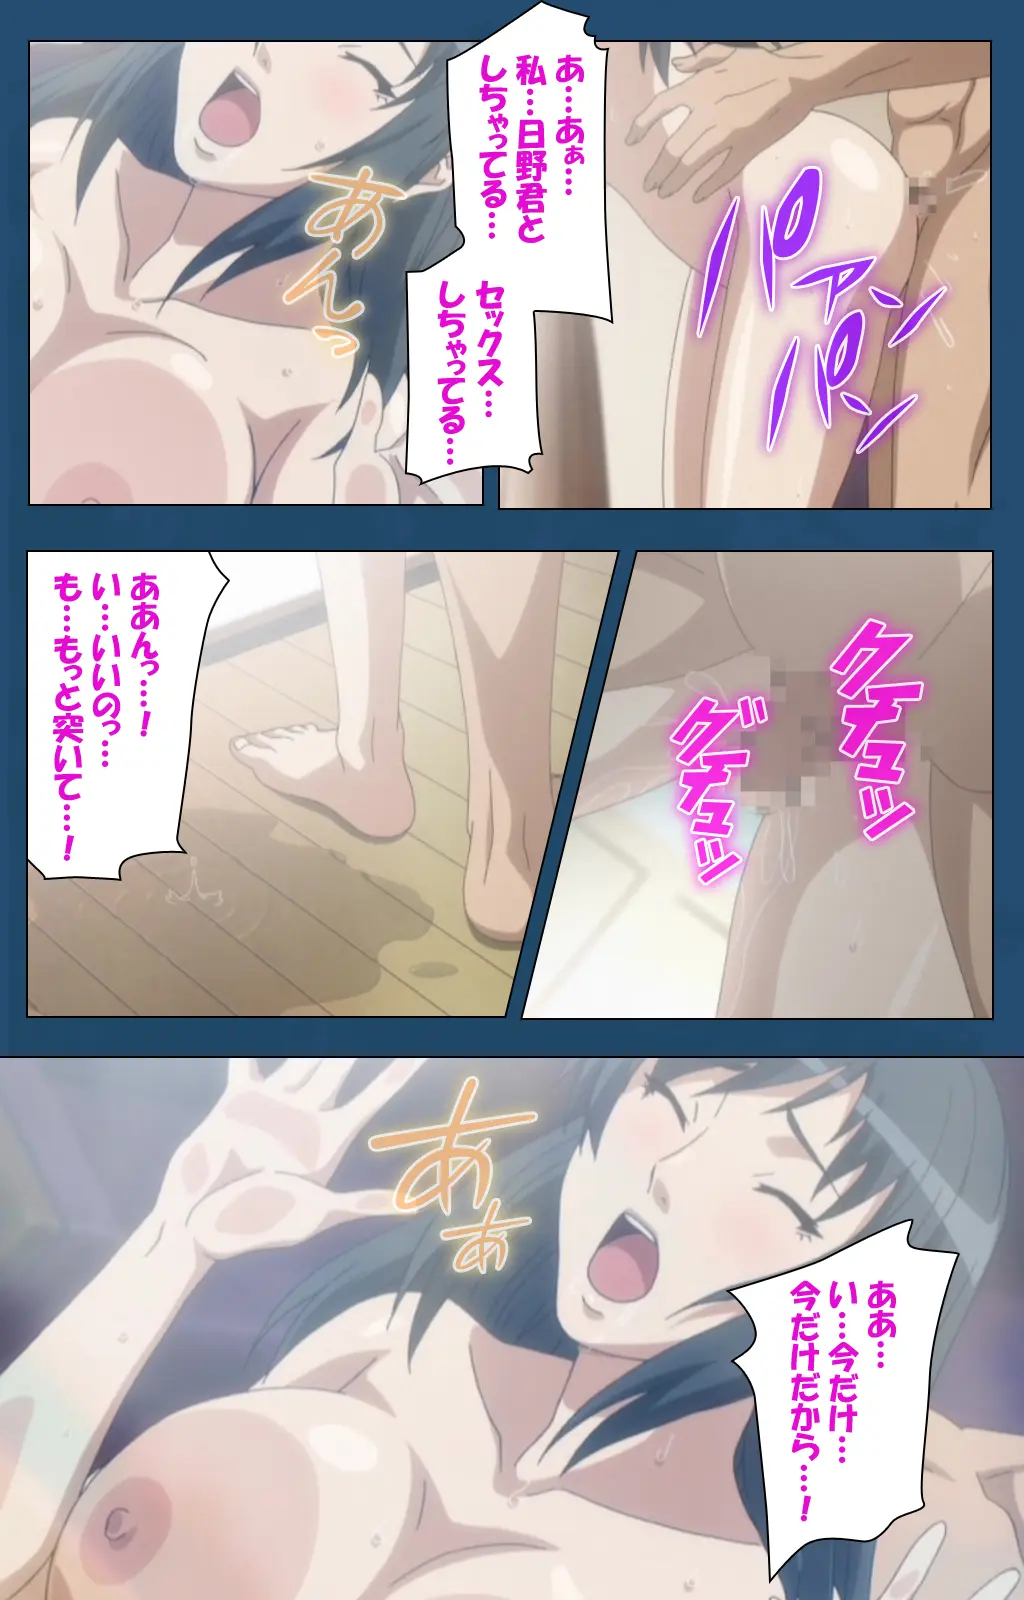 あ…あぁ…
私…日野君と
しちゃってる…
セックス…
しちゃってる…
パアン
パン
あんっ
クチュッ
グチュッ
ああんっ…！
い…いいのっ…
も…もっと突いて…！
あぁ
ああ…
い…今だけ…
今だけだから…！